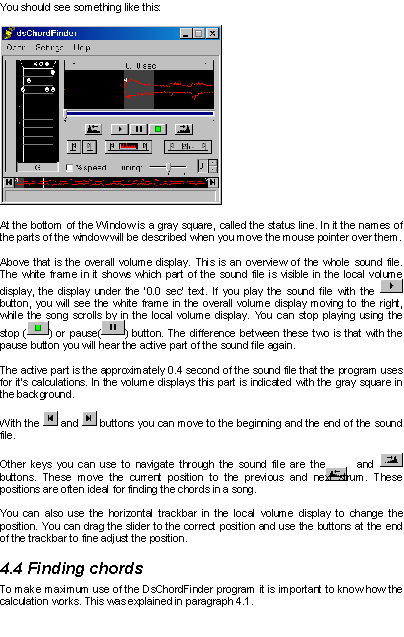 You should see something like this:
dsChordFinder
Open Settings Help
0. 0 sec
G
% speed Tuning:
At the bottom of the Window is a gray square, called the status line. In it the names of
the parts of the window will be described when you move the mouse pointer over them.
Above that is the overall volume display. This is an overview of the whole sound file.
The white frame in it shows which part of the sound file is visible in the local volume
display, the display under the '0.0 sec' text. If you play the sound file with the
button, you will see the white frame in the overall volume display moving to the right,
while the song scrolls by in the local volume display. You can stop playing using the
stop ( ) or pause( ) button. The difference between these two is that with the
pause button you will hear the active part of the sound file again.
The active part is the approximately 0.4 second of the sound file that the program uses
for it's calculations. In the volume displays this part is indicated with the gray square in
the background.
With the and buttons you can move to the beginning and the end of the sound
file.
Other keys you can use to navigate through the sound file are the and
buttons. These move the current position to the previous and next drum. These
positions are often ideal for finding the chords in a song.
You can also use the horizontal trackbar in the local volume display to change the
position. You can drag the slider to the correct position and use the buttons at the end
of the trackbar to fine adjust the position.
4.4 Finding chords
To make maximum use of the DsChordFinder program it is important to know how the
calculation works. This was explained in paragraph 4.1.